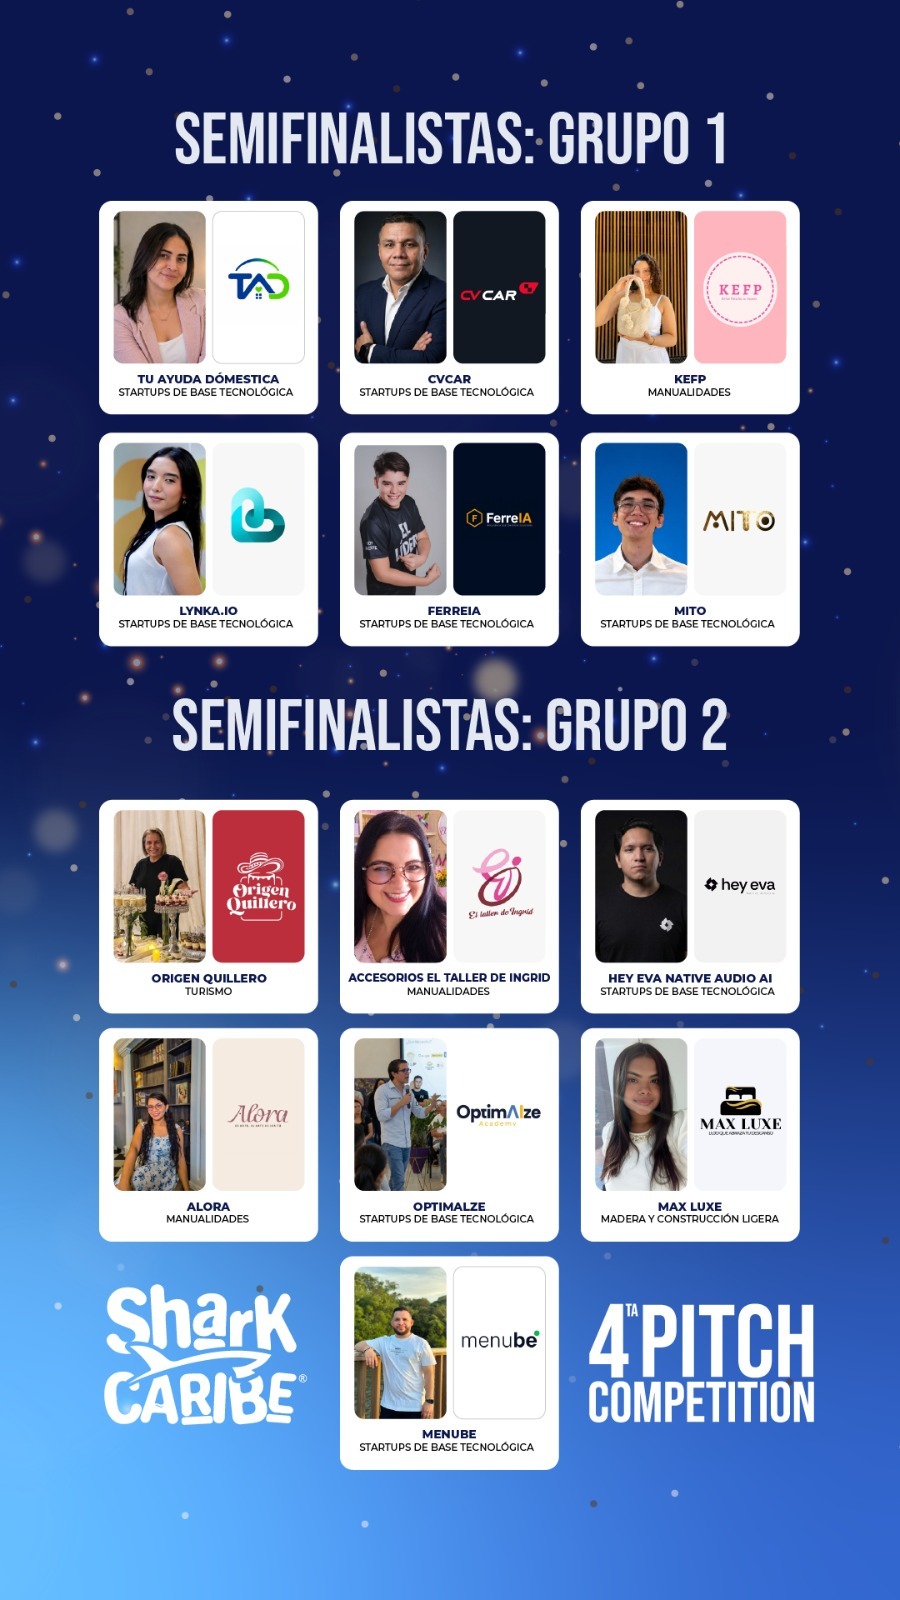 SEMIFINALISTAS: GRUPO 1
TAD
TU AYUDA DÓMESTICA
STARTUPS DE BASE TECNOLÓGICA
CVCAR
CVCAR
STARTUPS DE BASE TECNOLÓGICA
KEFP
KEFP
MANUALIDADES
LYNKA.IO
STARTUPS DE BASE TECNOLÓGICA
EL
LÍDER
F FerreIA
FERREIA
STARTUPS DE BASE TECNOLÓGICA
MITO
MITO
STARTUPS DE BASE TECNOLÓGICA
SEMIFINALISTAS: GRUPO 2
Origen
Quillero
ORIGEN QUILLERO
TURISMO
El taller de Ingrid
ACCESORIOS EL TALLER DE INGRID
MANUALIDADES
hey eva
HEY EVA NATIVE AUDIO AI
STARTUPS DE BASE TECNOLÓGICA
Alora
ALORA
MANUALIDADES
OptimAIze
Academy
OPTIMALZE
STARTUPS DE BASE TECNOLÓGICA
MAX LUXE
MAX LUXE
MADERA Y CONSTRUCCIÓN LIGERA
Shark
CARIBE®
menube
MENUBE
STARTUPS DE BASE TECNOLÓGICA
4TA PITCH
COMPETITION